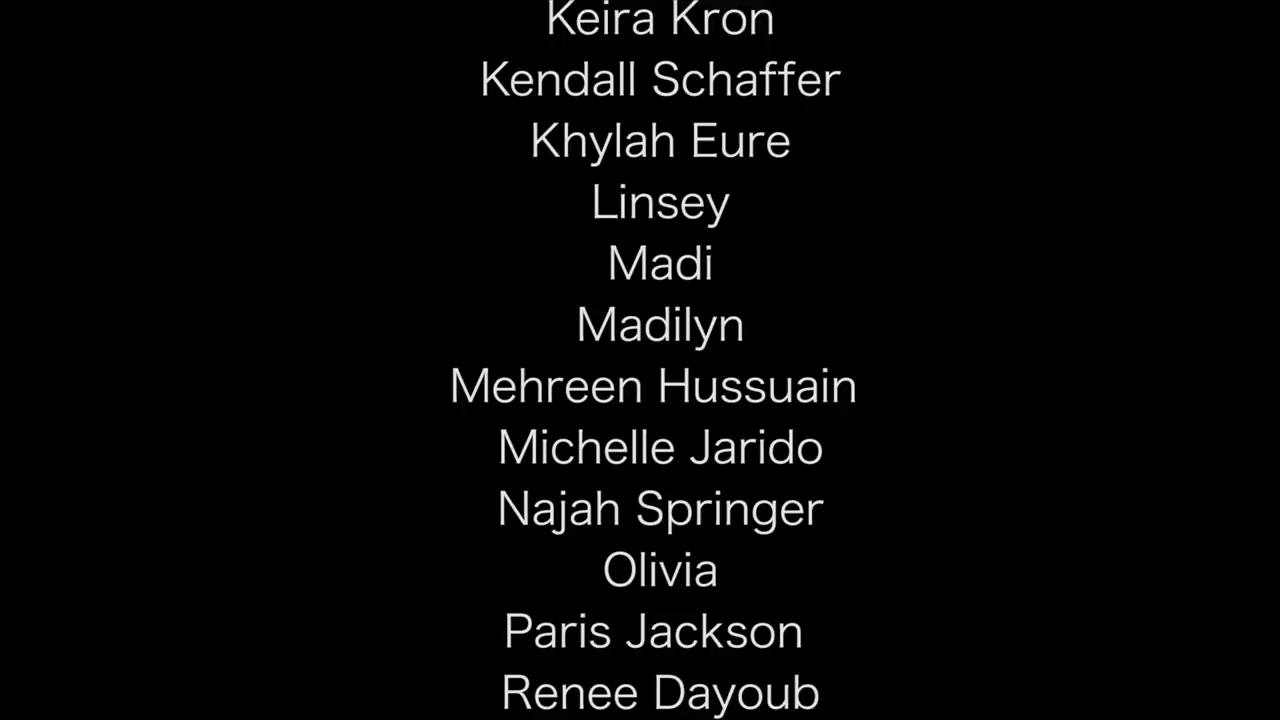 Keira Kron
Kendall Schaffer
Khylah Eure
Linsey
Madi
Madilyn
Mehreen Hussuain
Michelle Jarido
Najah Springer
Olivia
Paris Jackson
Renee Dayoub